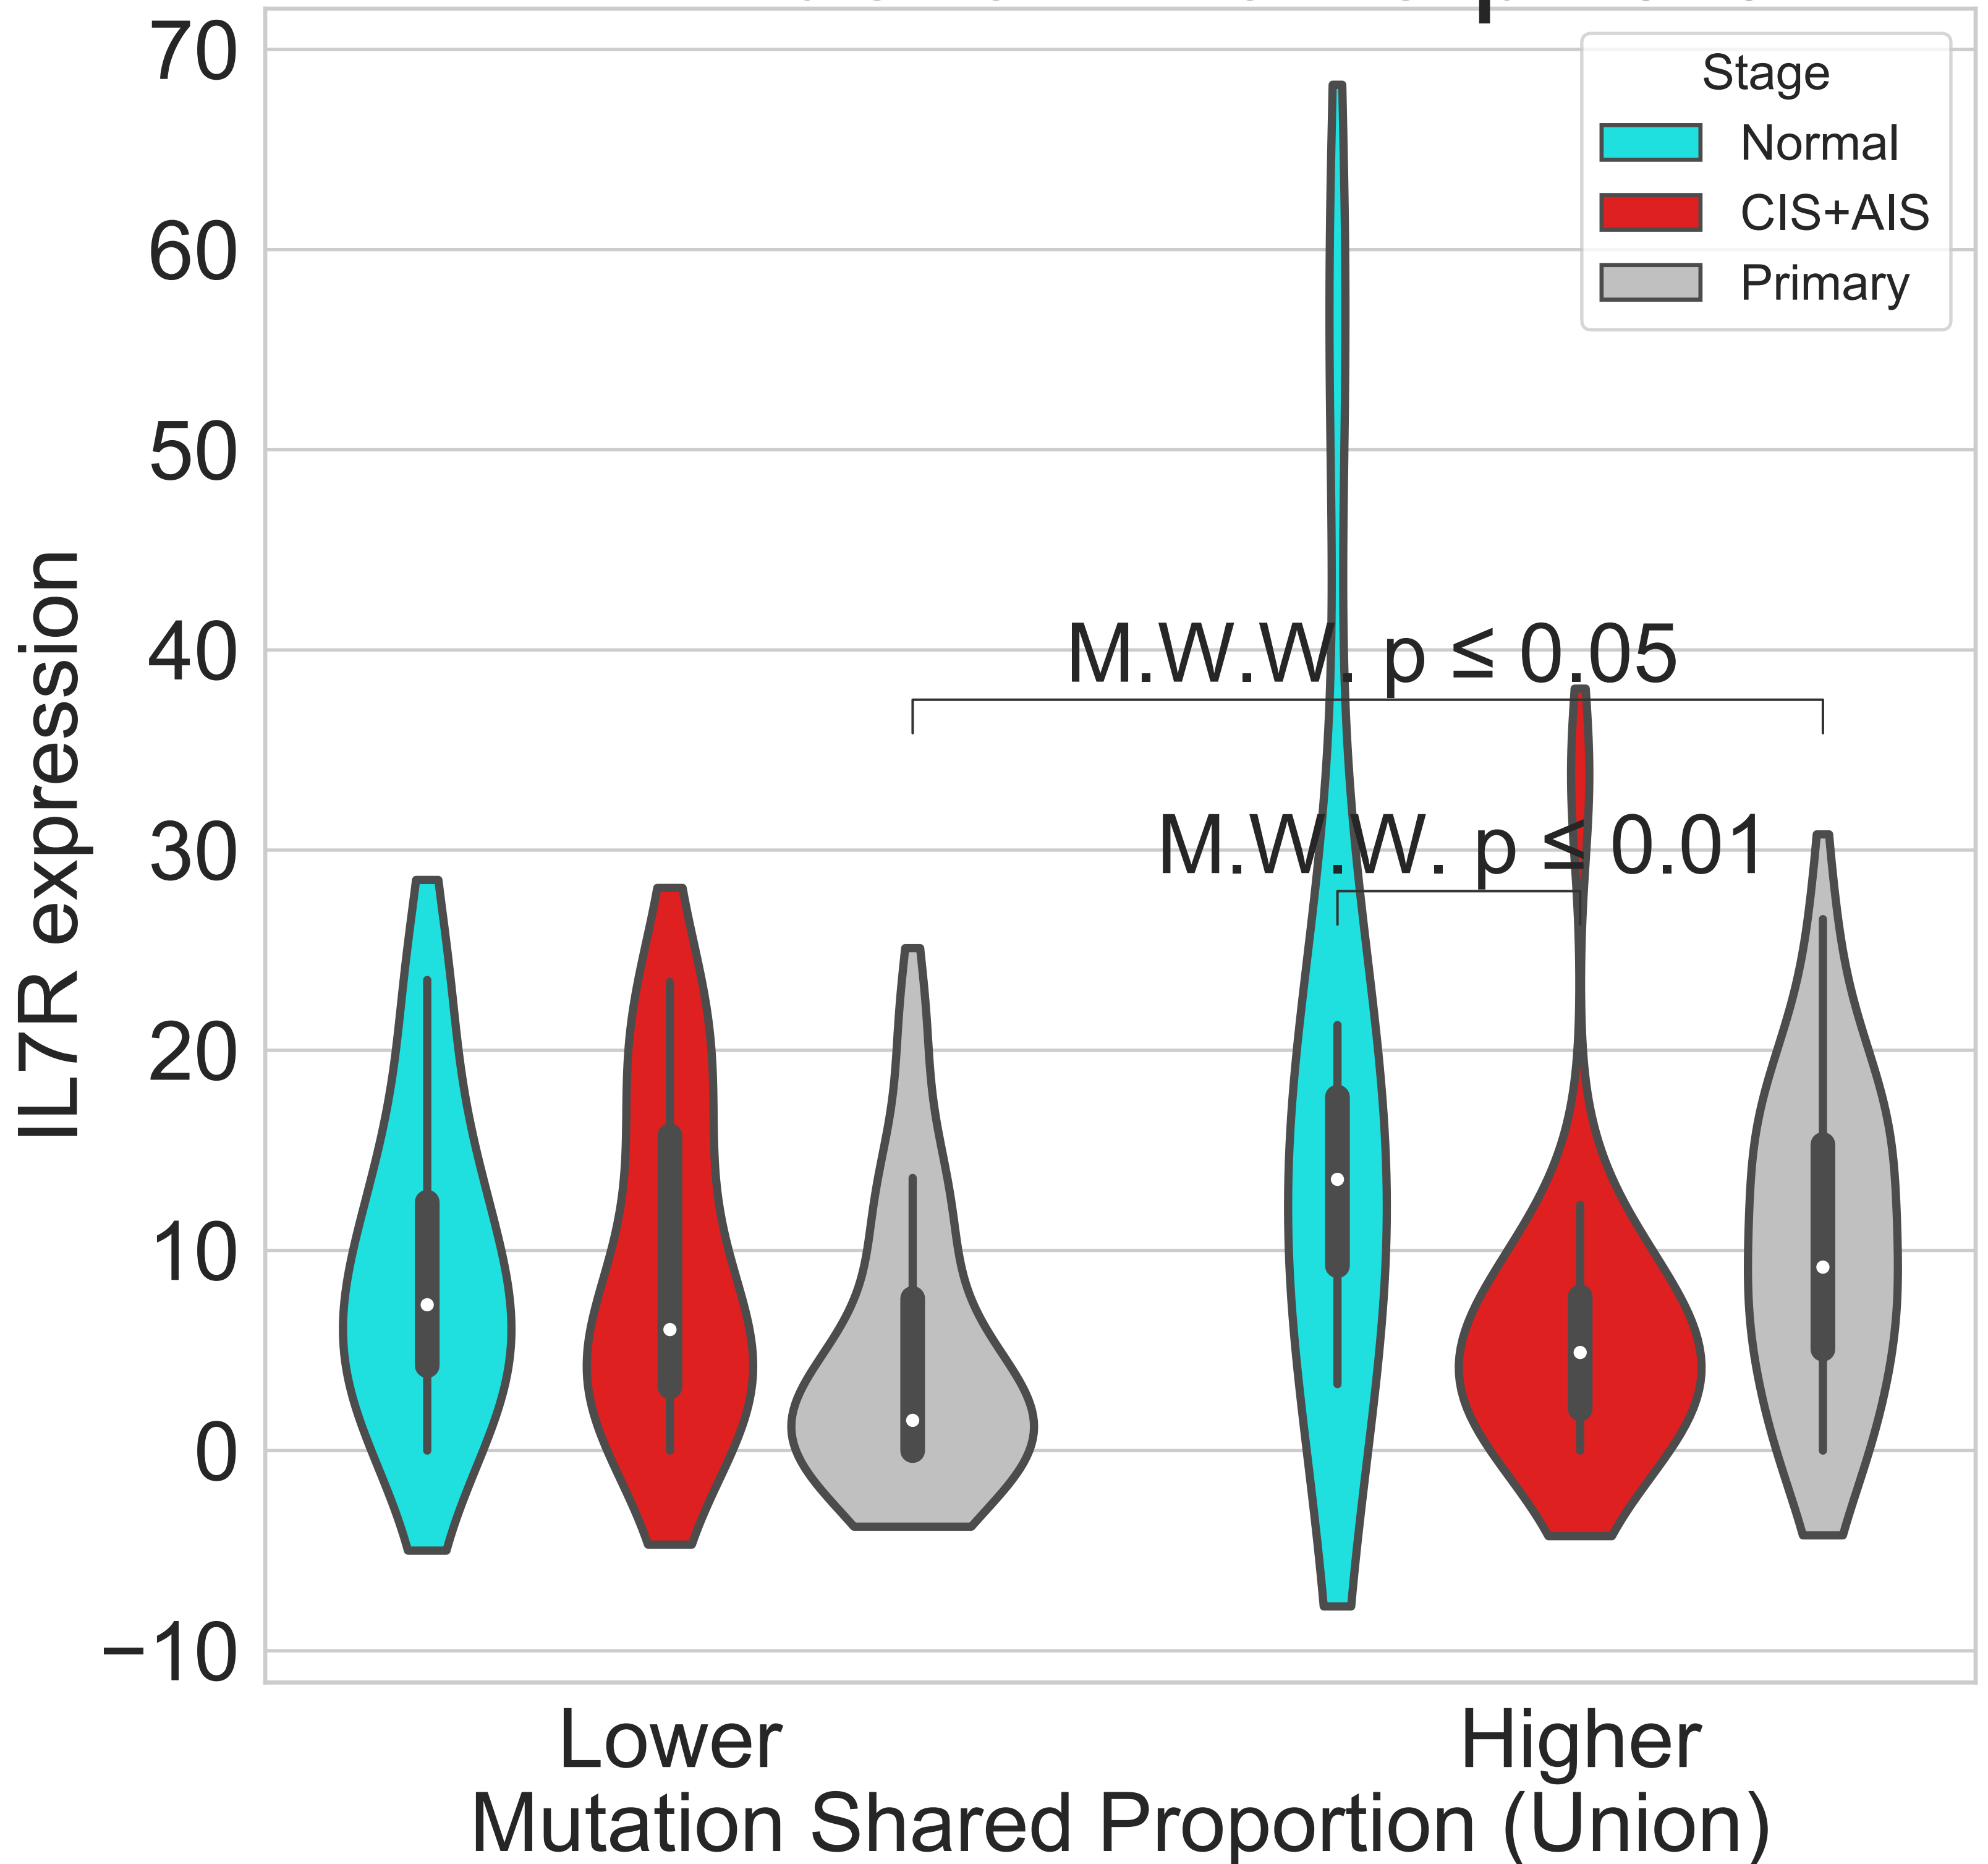 70
60
50
40
30
20
10
0
−10
IL7R expression
Stage
Normal
CIS+AIS
Primary
M.W.W. p ≤ 0.05
M.W.W. p ≤ 0.01
Lower
Higher
Mutation Shared Proportion (Union)